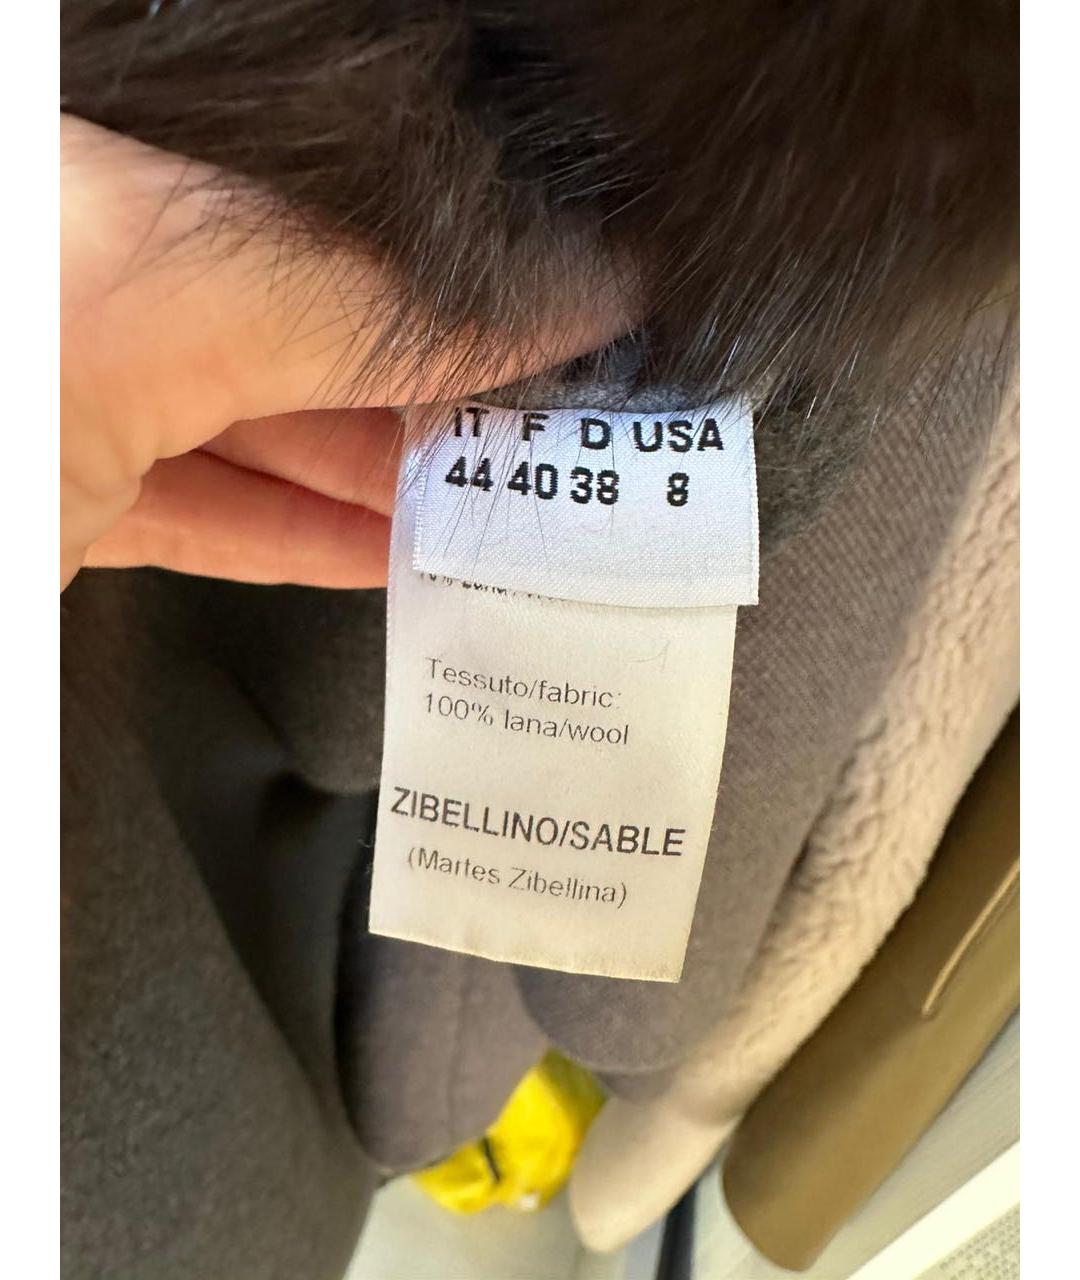 IT F D USA
44 40 38 8
Tessuto/fabric:
100% lana/wool
ZIBELLINO/SABLE
(Martes Zibellina)